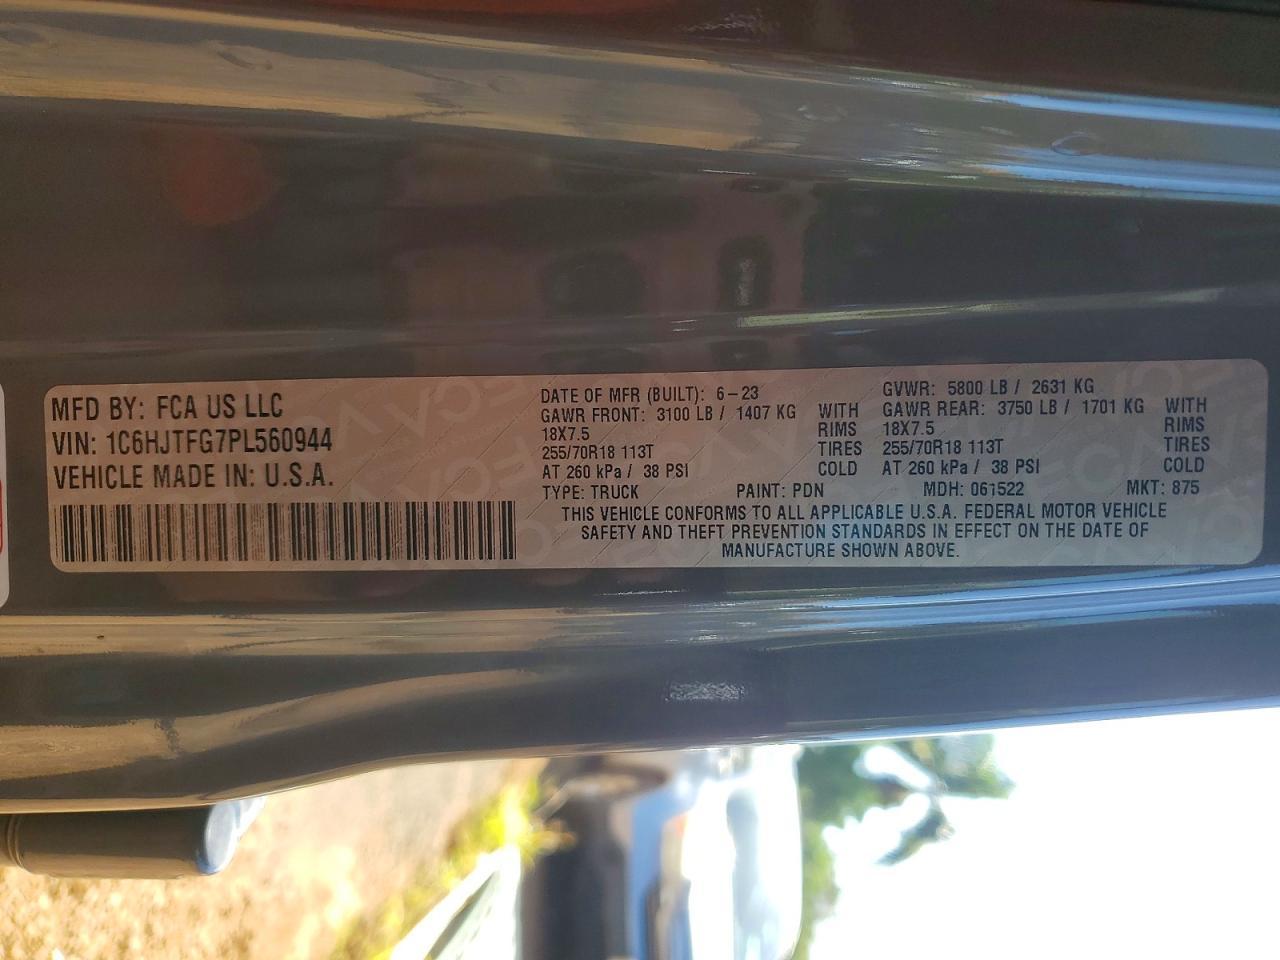 MFD BY: FCA US LLC
VIN: 1C6HJTFG7PL560944
VEHICLE MADE IN: U.S.A.
DATE OF MFR (BUILT): 6-23
GAWR FRONT: 3100 LB / 1407 KG WITH
18X7.5 RIMS
255/70R18 113T TIRES
AT 260 kPa / 38 PSI COLD
GVWR: 5800 LB / 2631 KG
GAWR REAR: 3750 LB / 1701 KG WITH
18X7.5 RIMS
255/70R18 113T TIRES
AT 260 kPa / 38 PSI COLD
TYPE: TRUCK PAINT: PDN MDH: 061522 MKT: 875
THIS VEHICLE CONFORMS TO ALL APPLICABLE U.S.A. FEDERAL MOTOR VEHICLE
SAFETY AND THEFT PREVENTION STANDARDS IN EFFECT ON THE DATE OF
MANUFACTURE SHOWN ABOVE.